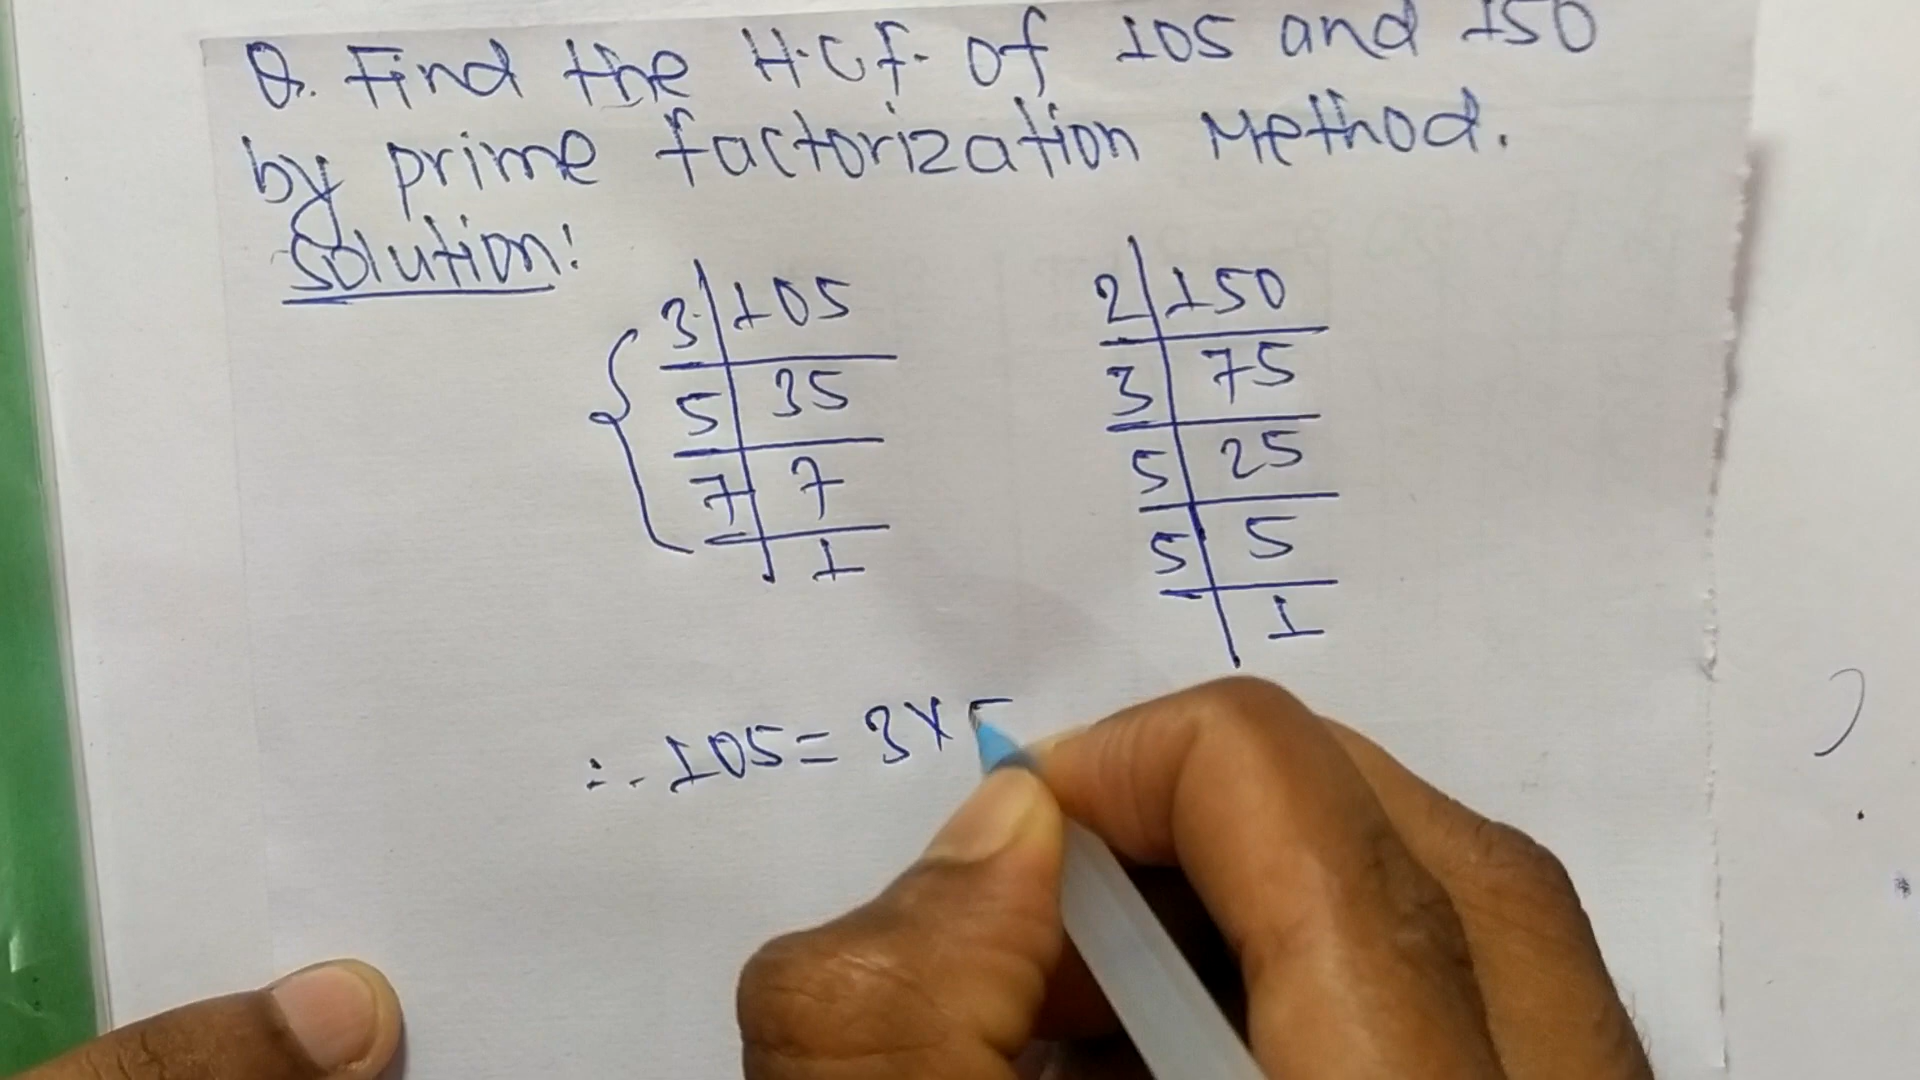 Q. Find the H.C.F. of 105 and 150
by prime factorization Method.
Solution:
3 105
5 35
7 7
1
2 150
3 75
5 25
5 5
1
∴ 105 = 3 × 5